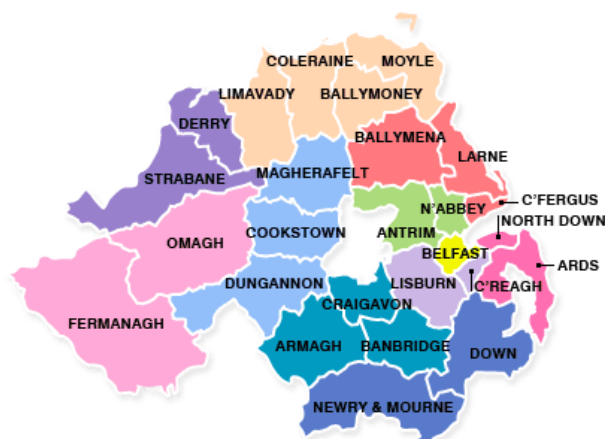 COLERAINE
MOYLE
LIMAVADY
BALLYMONEY
DERRY
BALLYMENA
LARNE
STRABANE
MAGHERAFELT
C'FERGUS
N'ABBEY
NORTH DOWN
COOKSTOWN
ANTRIM
OMAGH
BELFAST
ARDS
DUNGANNON
LISBURN
C'REAGH
CRAIGAVON
FERMANAGH
ARMAGH
BANBRIDGE
DOWN
NEWRY & MOURNE